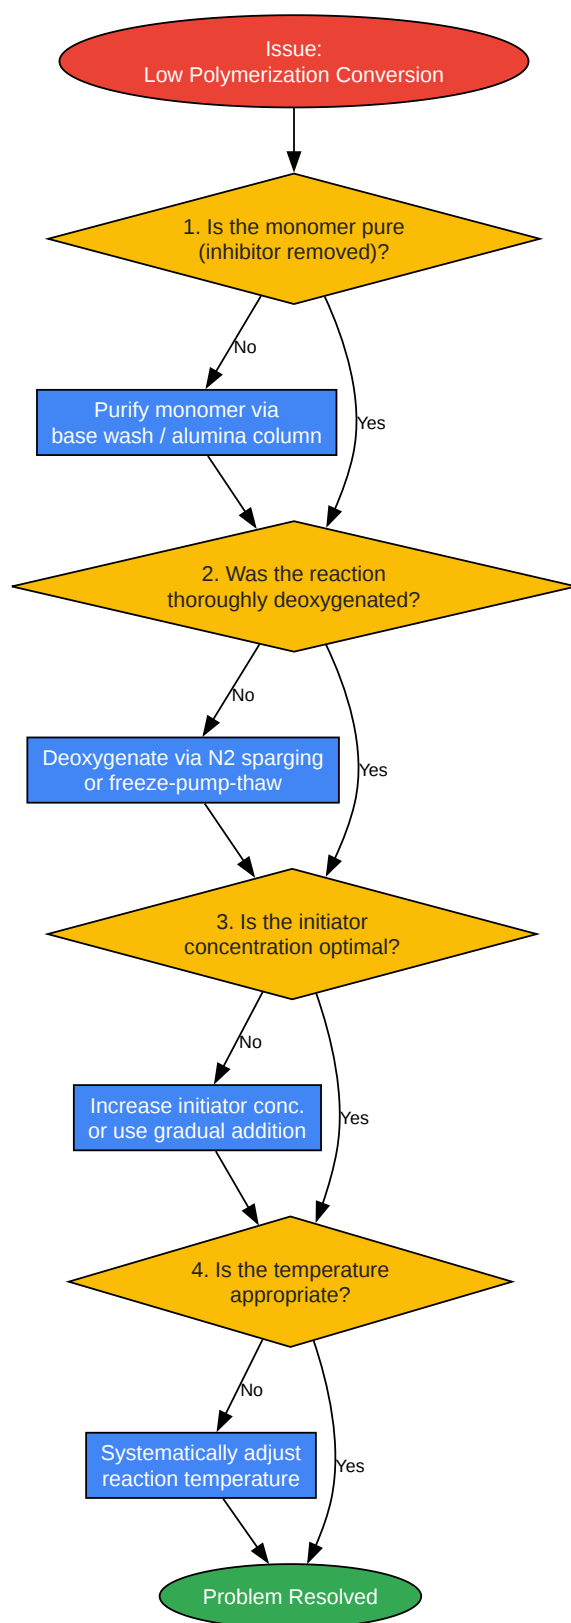 Issue:
Low Polymerization Conversion
1. Is the monomer pure
(inhibitor removed)?
No
Yes
Purify monomer via
base wash / alumina column
2. Was the reaction
thoroughly deoxygenated?
No
Yes
Deoxygenate via N2 sparging
or freeze-pump-thaw
3. Is the initiator
concentration optimal?
No
Yes
Increase initiator conc.
or use gradual addition
4. Is the temperature
appropriate?
No
Yes
Systematically adjust
reaction temperature
Problem Resolved